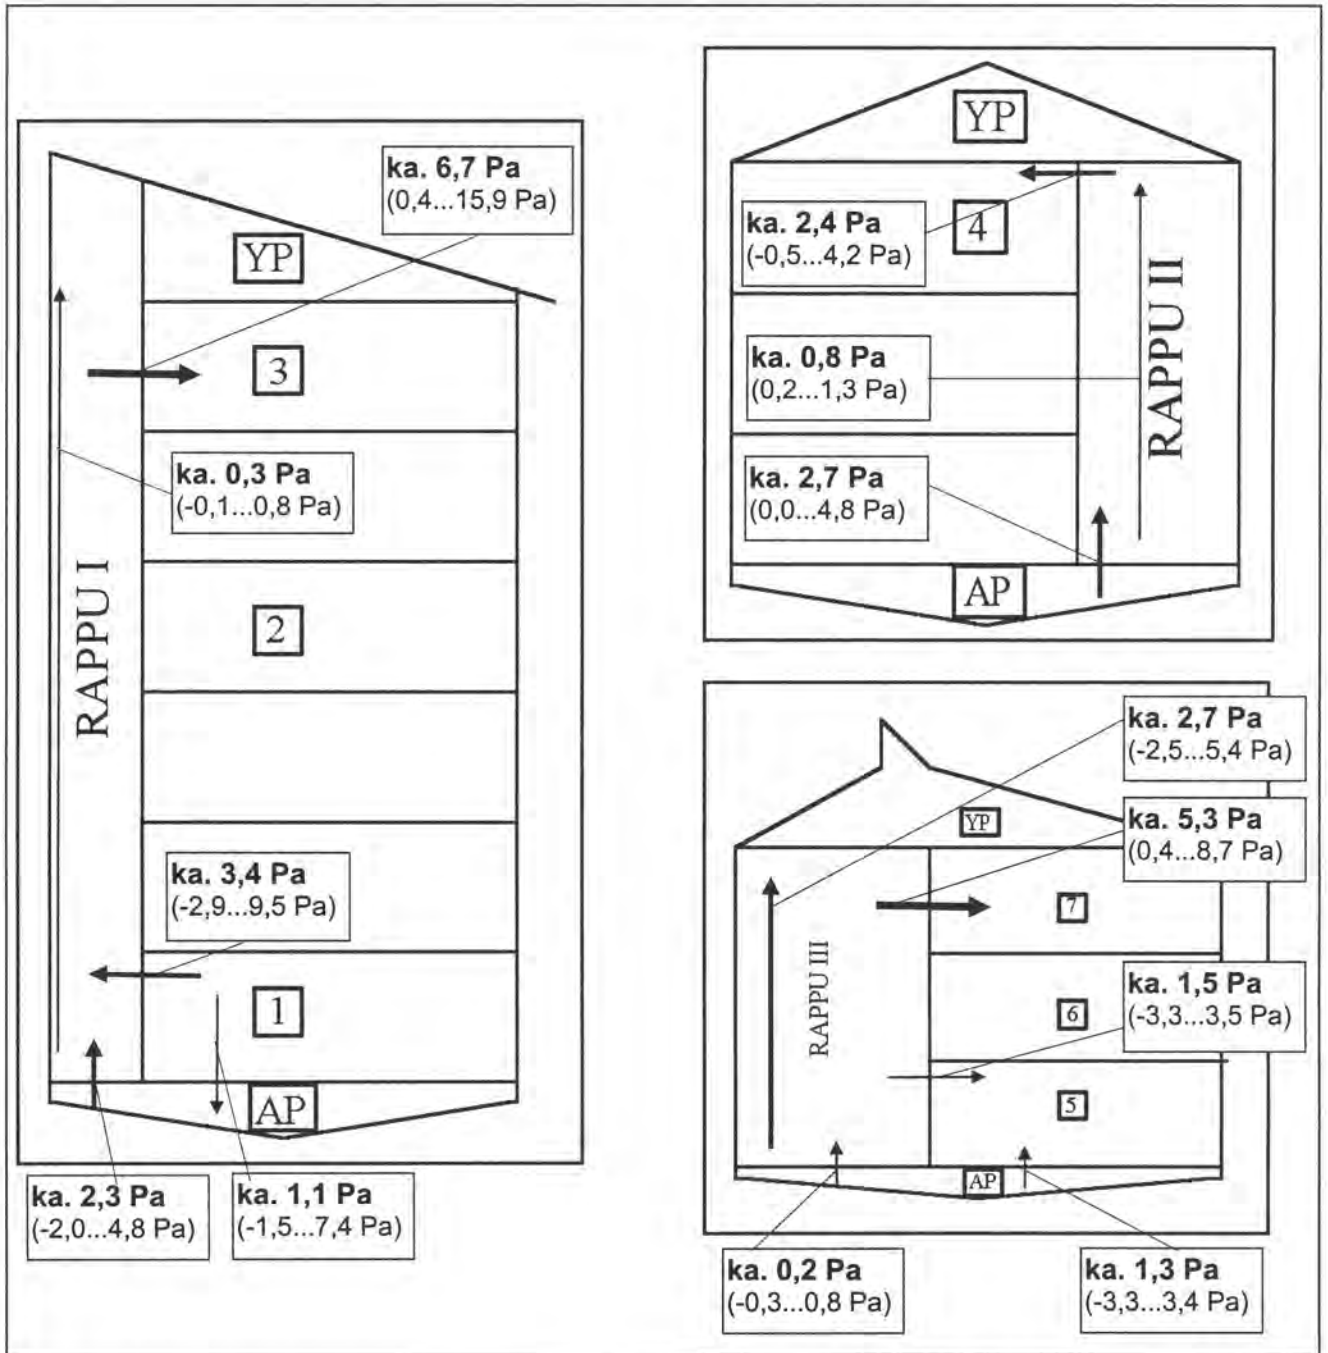 ka. 6,7 Pa
(0,4...15,9 Pa)
YP
3
ka. 0,3 Pa
(-0,1...0,8 Pa)
RAPPU I
2
ka. 3,4 Pa
(-2,9...9,5 Pa)
1
AP
ka. 2,3 Pa
(-2,0...4,8 Pa)
ka. 1,1 Pa
(-1,5...7,4 Pa)
YP
ka. 2,4 Pa
(-0,5...4,2 Pa)
4
ka. 0,8 Pa
(0,2...1,3 Pa)
RAPPU II
ka. 2,7 Pa
(0,0...4,8 Pa)
AP
ka. 2,7 Pa
(-2,5...5,4 Pa)
YP
ka. 5,3 Pa
(0,4...8,7 Pa)
7
RAPPU III
ka. 1,5 Pa
(-3,3...3,5 Pa)
6
5
AP
ka. 0,2 Pa
(-0,3...0,8 Pa)
ka. 1,3 Pa
(-3,3...3,4 Pa)